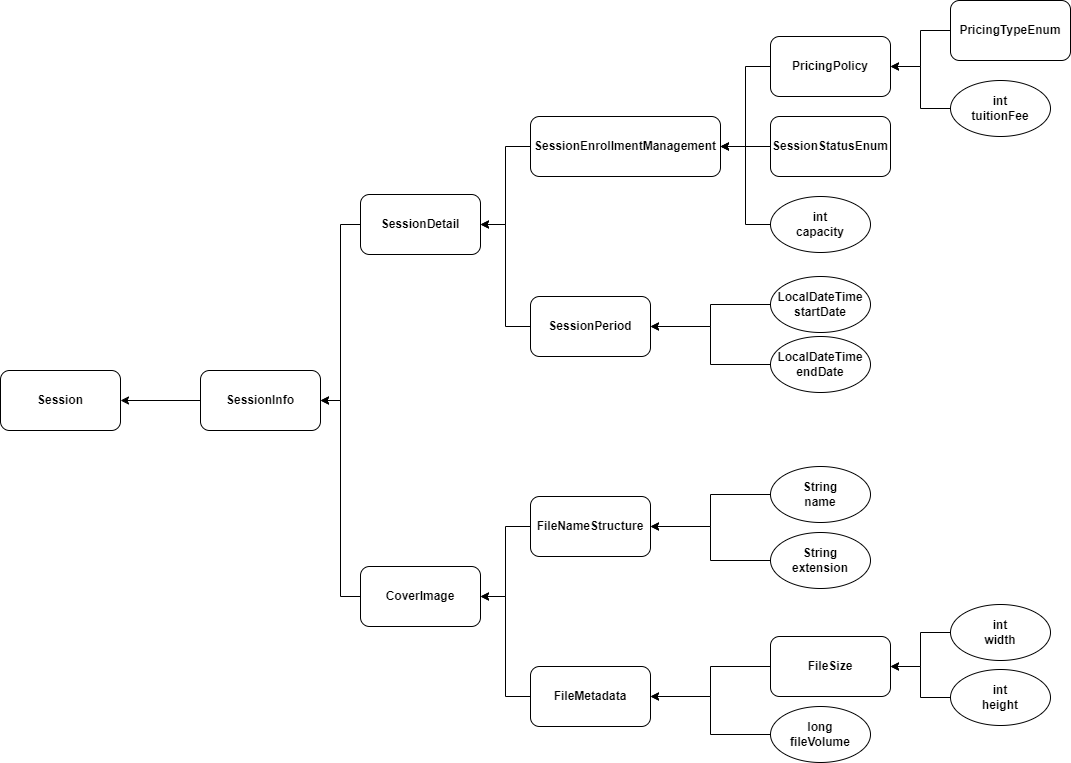 PricingTypeEnum
PricingPolicy
int
tuitionFee
SessionEnrollmentManagement
SessionStatusEnum
int
capacity
SessionDetail
LocalDateTime
startDate
SessionPeriod
LocalDateTime
endDate
Session
SessionInfo
String
name
FileNameStructure
String
extension
CoverImage
int
width
FileSize
FileMetadata
int
height
long
fileVolume